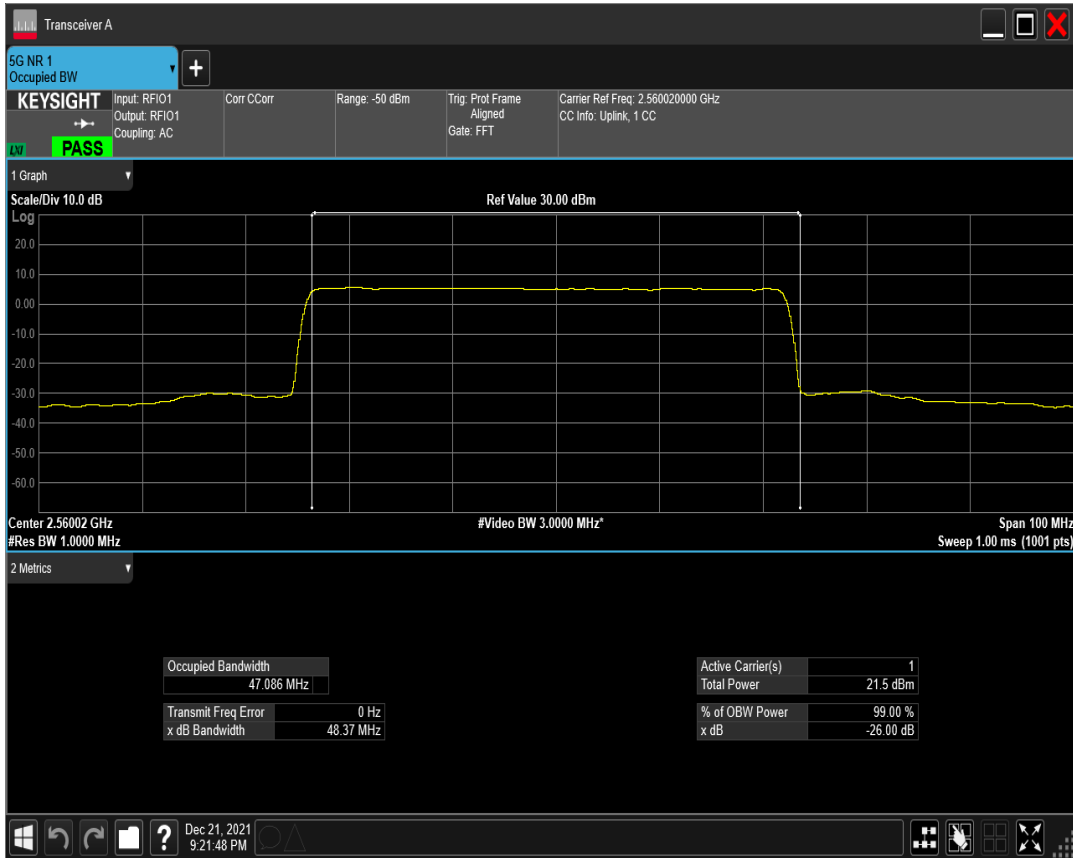 Transceiver A
5G NR 1
Occupied BW
+
KEYSIGHT
LXI
PASS
Input: RFIO1
Output: RFIO1
Coupling: AC
Corr CCorr
Range: -50 dBm
Trig: Prot Frame
Aligned
Gate: FFT
Carrier Ref Freq: 2.560020000 GHz
CC Info: Uplink, 1 CC
1 Graph
Scale/Div 10.0 dB
Ref Value 30.00 dBm
Log
20.0
10.0
0.00
-10.0
-20.0
-30.0
-40.0
-50.0
-60.0
Center 2.56002 GHz
#Video BW 3.0000 MHz*
Span 100 MHz
#Res BW 1.0000 MHz
Sweep 1.00 ms (1001 pts)
2 Metrics
Occupied Bandwidth
47.086 MHz
Transmit Freq Error 0 Hz
x dB Bandwidth 48.37 MHz
Active Carrier(s) 1
Total Power 21.5 dBm
% of OBW Power 99.00 %
x dB -26.00 dB
?
Dec 21, 2021
9:21:48 PM